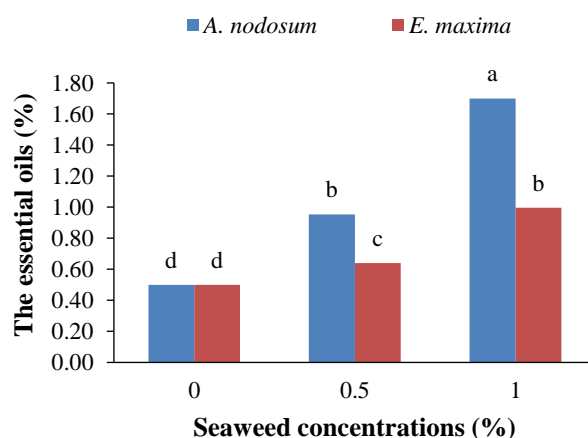 A. nodosum E. maxima
1.80
1.60
1.40
1.20
1.00
0.80
0.60
0.40
0.20
0.00
The essential oils (%)
d d b c a b
0 0.5 1
Seaweed concentrations (%)